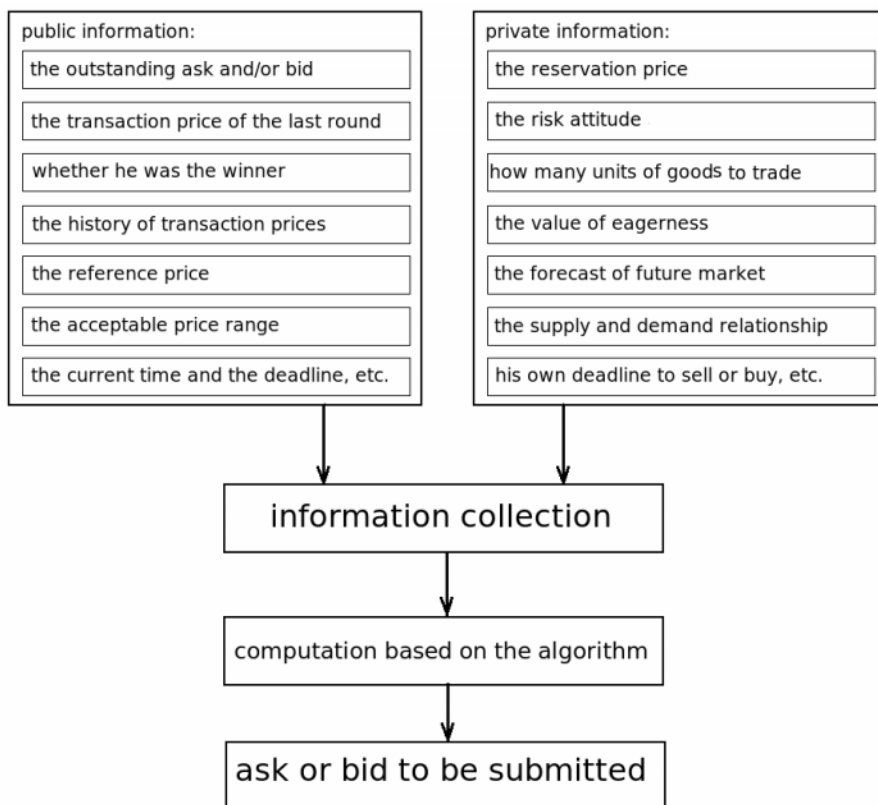 public information:
the outstanding ask and/or bid
the transaction price of the last round
whether he was the winner
the history of transaction prices
the reference price
the acceptable price range
the current time and the deadline, etc.
private information:
the reservation price
the risk attitude
how many units of goods to trade
the value of eagerness
the forecast of future market
the supply and demand relationship
his own deadline to sell or buy, etc.
information collection
computation based on the algorithm
ask or bid to be submitted